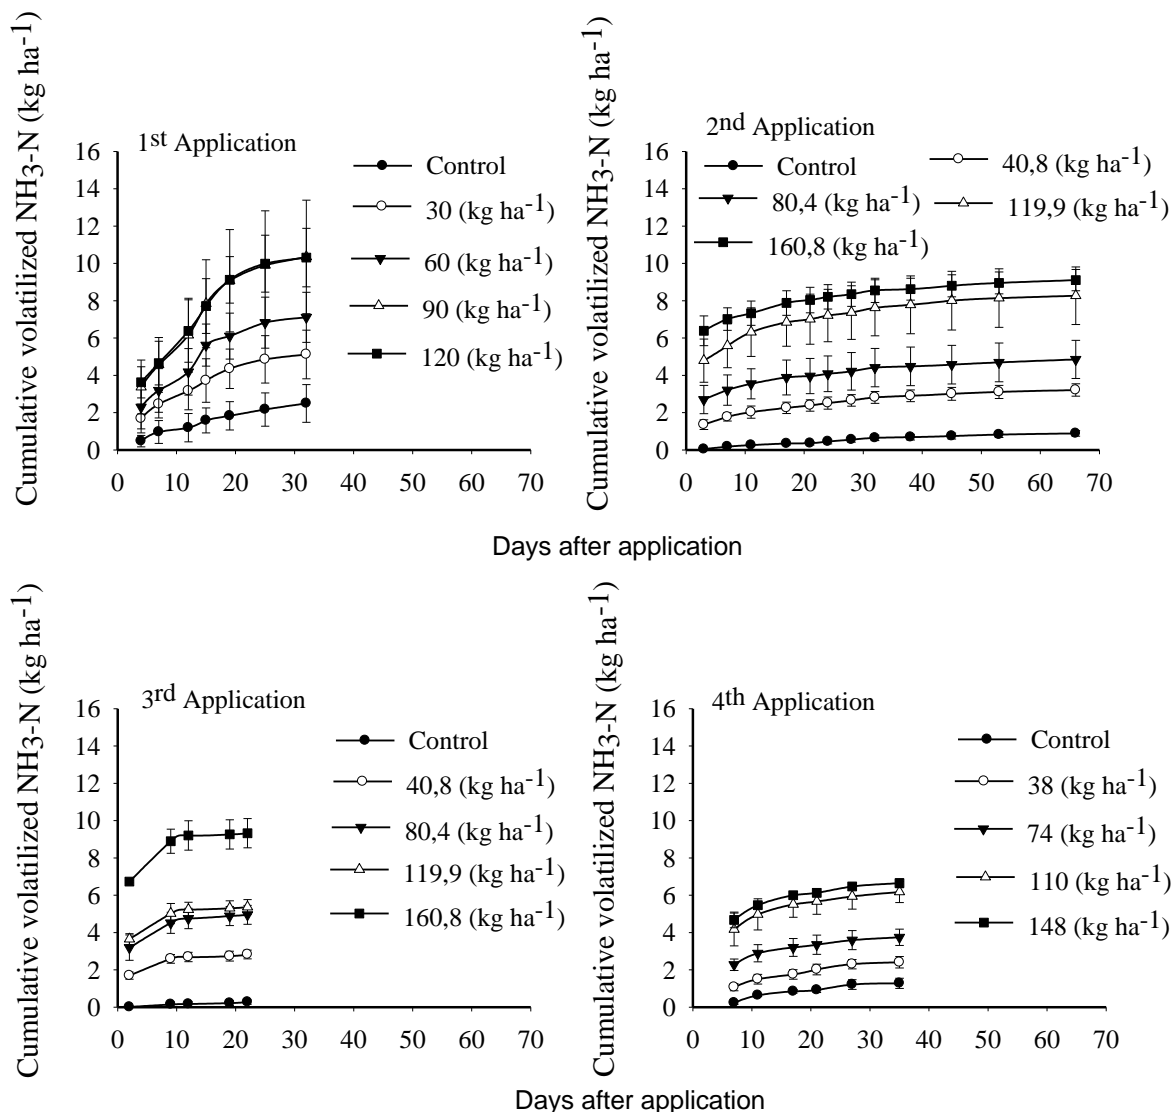 Cumulative volatilized NH3-N (kg ha-1)
1st Application
16
14
12
10
8
6
4
2
0
0 10 20 30 40 50 60 70
Control
30 (kg ha-1)
60 (kg ha-1)
90 (kg ha-1)
120 (kg ha-1)
Cumulative volatilized NH3-N (kg ha-1)
2nd Application
16
14
12
10
8
6
4
2
0
0 10 20 30 40 50 60 70
Control
40,8 (kg ha-1)
80,4 (kg ha-1)
119,9 (kg ha-1)
160,8 (kg ha-1)
Days after application
Cumulative volatilized NH3-N (kg ha-1)
3rd Application
16
14
12
10
8
6
4
2
0
0 10 20 30 40 50 60 70
Control
40,8 (kg ha-1)
80,4 (kg ha-1)
119,9 (kg ha-1)
160,8 (kg ha-1)
Cumulative volatilized NH3-N (kg ha-1)
4th Application
16
14
12
10
8
6
4
2
0
0 10 20 30 40 50 60 70
Control
38 (kg ha-1)
74 (kg ha-1)
110 (kg ha-1)
148 (kg ha-1)
Days after application